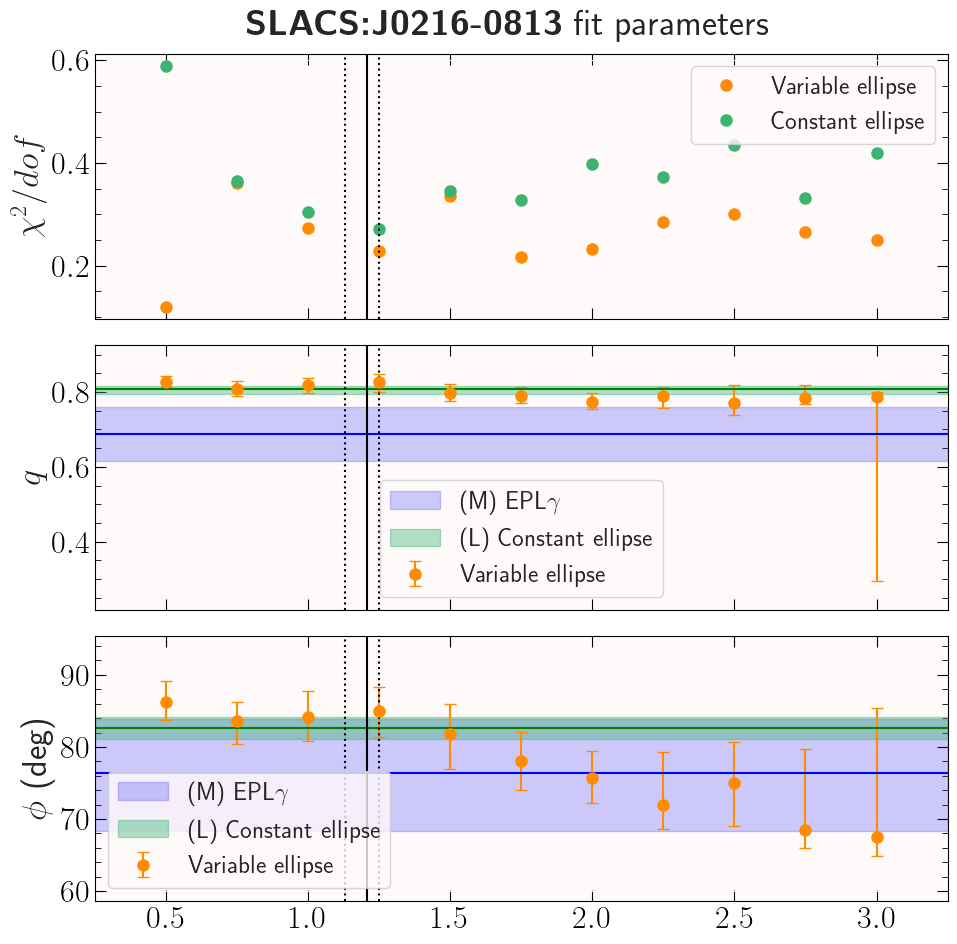 SLACS:J0216-0813 fit parameters
0.6
0.4
0.2
χ²/dof
Variable ellipse
Constant ellipse
0.8
0.6
0.4
q
(M) EPLγ
(L) Constant ellipse
Variable ellipse
90
80
70
60
ϕ (deg)
(M) EPLγ
(L) Constant ellipse
Variable ellipse
0.5 1.0 1.5 2.0 2.5 3.0